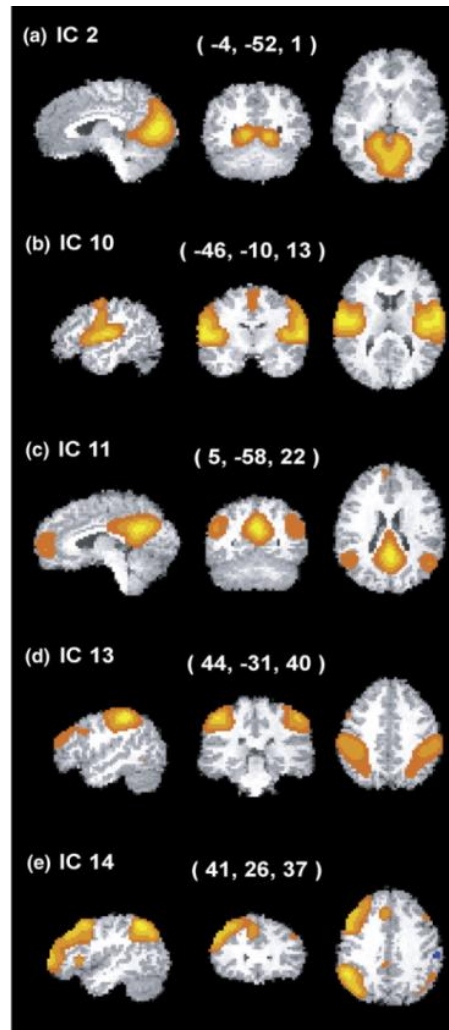 (a) IC 2 ( -4, -52, 1 )
(b) IC 10 ( -46, -10, 13 )
(c) IC 11 ( 5, -58, 22 )
(d) IC 13 ( 44, -31, 40 )
(e) IC 14 ( 41, 26, 37 )